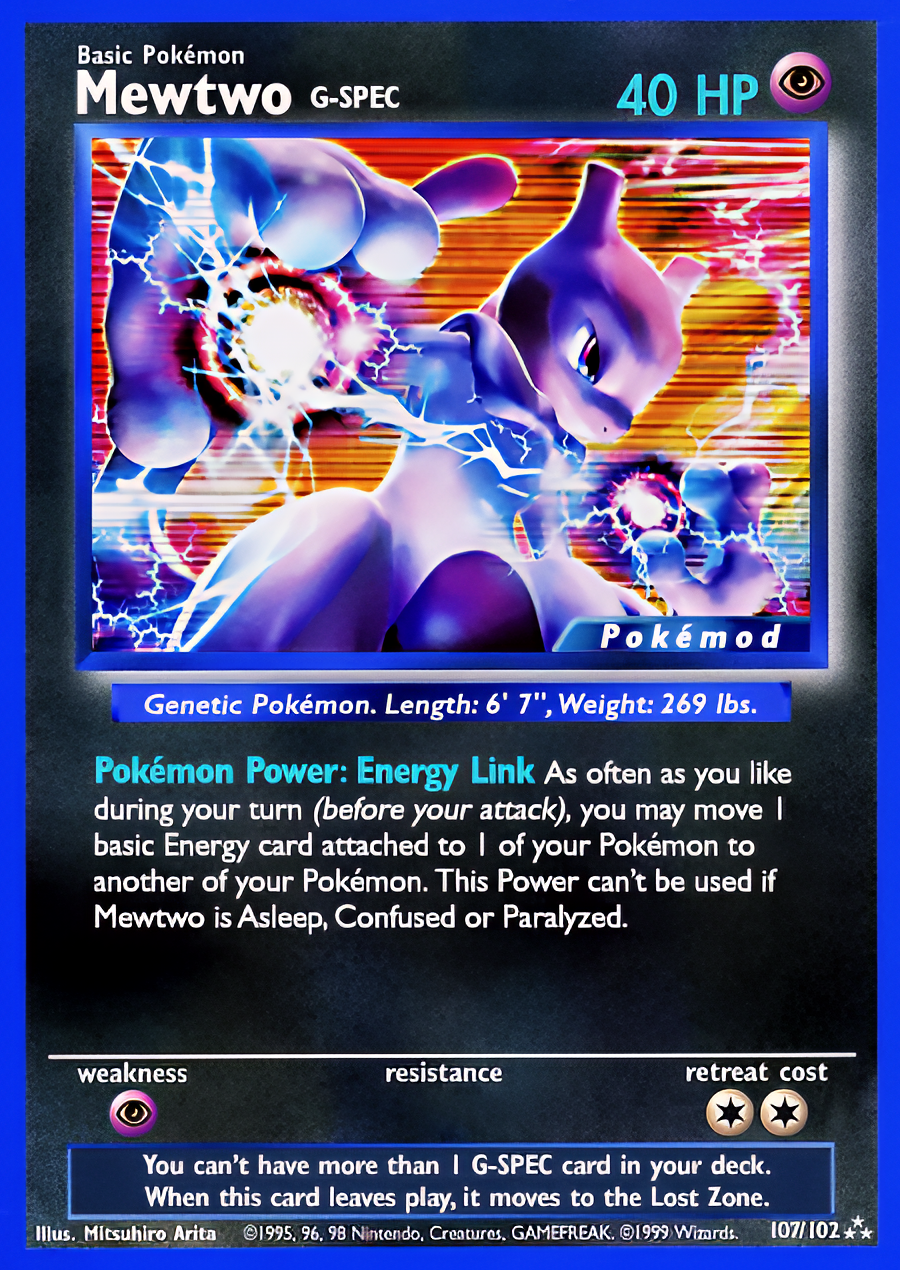 Basic Pokémon
Mewtwo G-SPEC
40 HP
Pokémod
Genetic Pokémon. Length: 6' 7", Weight: 269 lbs.
Pokémon Power: Energy Link As often as you like
during your turn (before your attack), you may move 1
basic Energy card attached to 1 of your Pokémon to
another of your Pokémon. This Power can't be used if
Mewtwo is Asleep, Confused or Paralyzed.
weakness resistance retreat cost
You can't have more than 1 G-SPEC card in your deck.
When this card leaves play, it moves to the Lost Zone.
Illus. Mitsuhiro Arita ©1995, 96, 98 Nintendo, Creatures, GAMEFREAK. ©1999 Wizards. 107/102